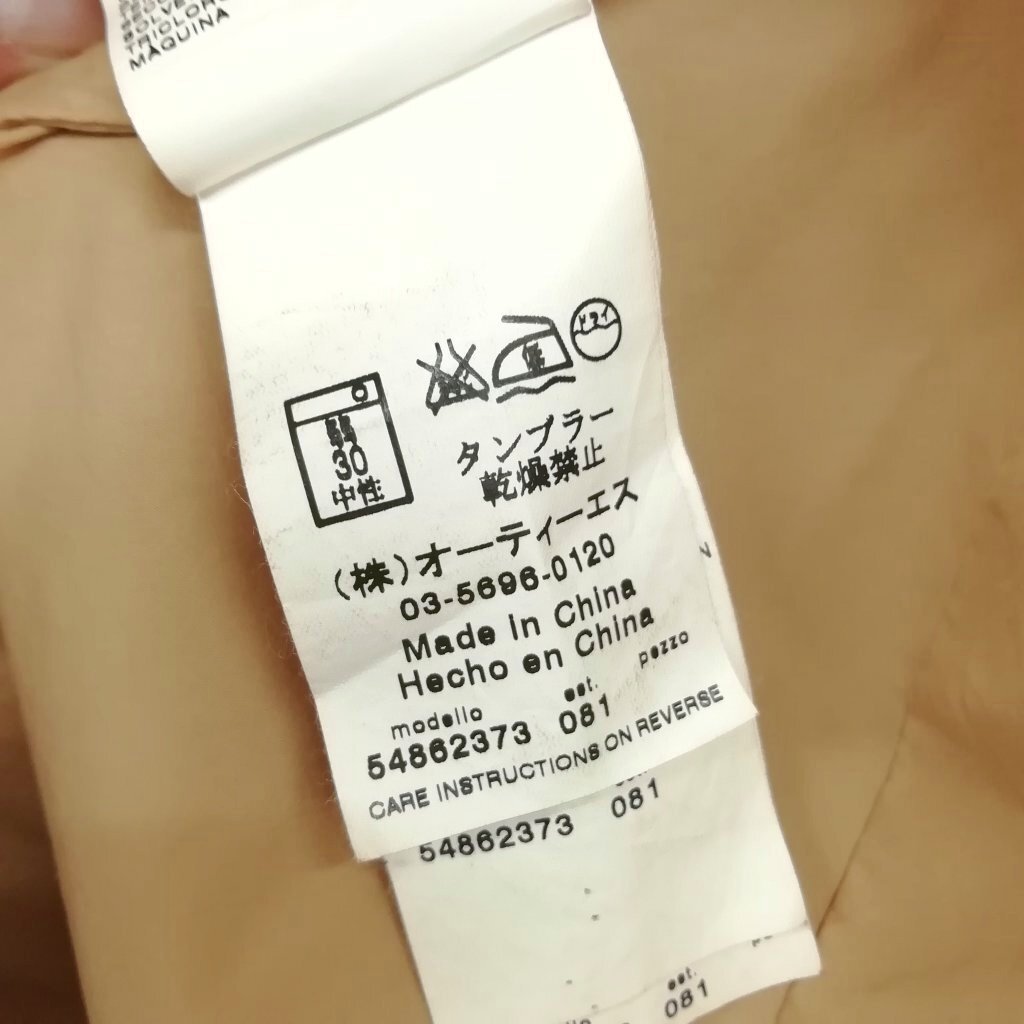 MAQUINA
ドライ
低
弱
30
中性
タンブラー
乾燥禁止
(株)オーティーエス
03-5696-0120
Made in China
Hecho en China
modello est. pezzo
54862373 081
CARE INSTRUCTIONS ON REVERSE
54862373 081
est.
081